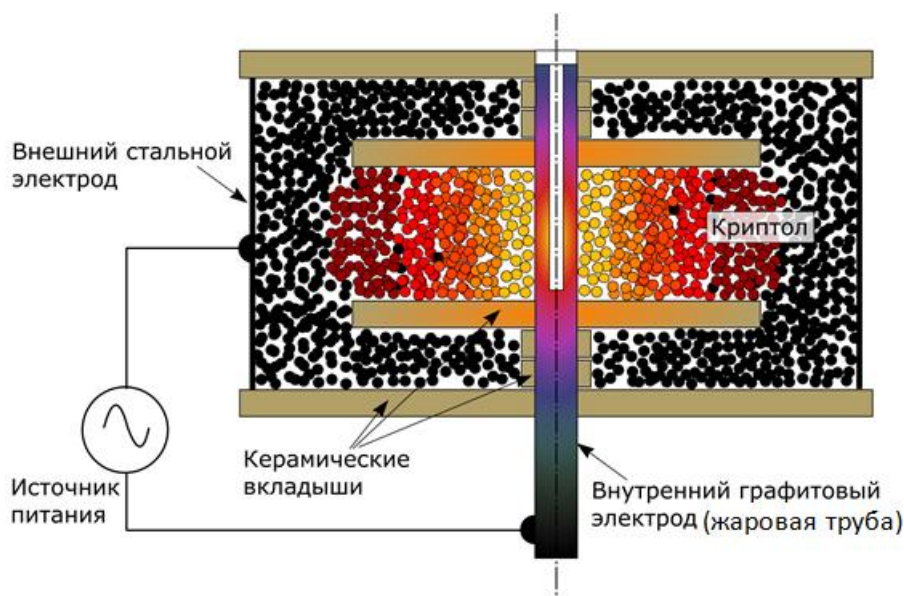 Внешний стальной
электрод
Криптол
Керамические
вкладыши
Источник
питания
Внутренний графитовый
электрод (жаровая труба)